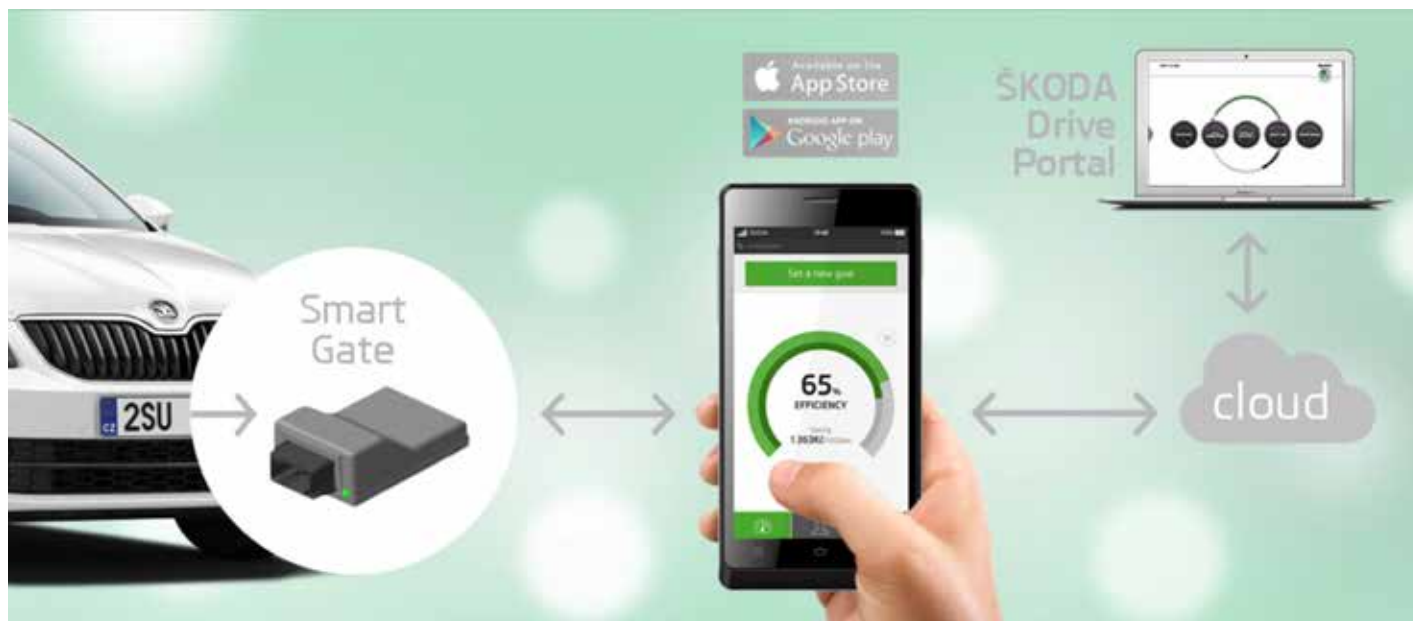 Available on the
App Store
ANDROID APP ON
Google play
ŠKODA
Drive
Portal
Smart
Gate
CZ
2SU
Set a new goal
65%
EFFICIENCY
cloud